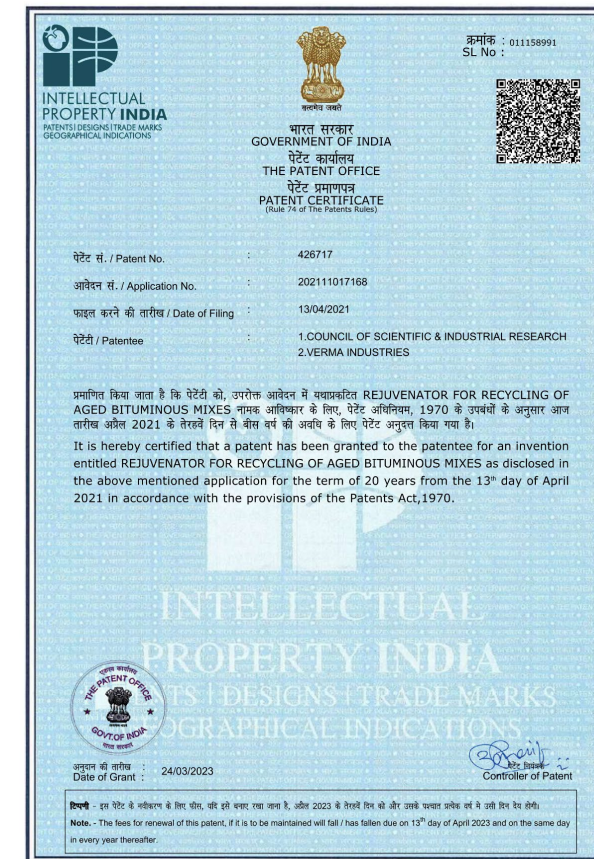 INTELLECTUAL
PROPERTY INDIA
PATENTS | DESIGNS | TRADE MARKS
GEOGRAPHICAL INDICATIONS
सत्यमेव जयते
क्रमांक : 011158991
SL No :
भारत सरकार
GOVERNMENT OF INDIA
पेटेंट कार्यालय
THE PATENT OFFICE
पेटेंट प्रमाणपत्र
PATENT CERTIFICATE
(Rule 74 of The Patents Rules)
पेटेंट सं. / Patent No. : 426717
आवेदन सं. / Application No. : 202111017168
फाइल करने की तारीख / Date of Filing : 13/04/2021
पेटेंटी / Patentee : 1.COUNCIL OF SCIENTIFIC & INDUSTRIAL RESEARCH
2.VERMA INDUSTRIES
प्रमाणित किया जाता है कि पेटेंटी को, उपरोक्त आवेदन में यथाप्रकटित REJUVENATOR FOR RECYCLING OF
AGED BITUMINOUS MIXES नामक आविष्कार के लिए, पेटेंट अधिनियम, 1970 के उपबंधों के अनुसार आज
तारीख अप्रैल 2021 के तेरहवें दिन से बीस वर्ष की अवधि के लिए पेटेंट अनुदत्त किया गया है।
It is hereby certified that a patent has been granted to the patentee for an invention
entitled REJUVENATOR FOR RECYCLING OF AGED BITUMINOUS MIXES as disclosed in
the above mentioned application for the term of 20 years from the 13th day of April
2021 in accordance with the provisions of the Patents Act,1970.
INTELLECTUAL
PROPERTY INDIA
TS | DESIGNS | TRADE MARKS
OGRAPHICAL INDICATIONS
THE PATENT OFFICE
GOVT.OF INDIA
भारत सरकार
अनुदान की तारीख : 24/03/2023
Date of Grant :
पेटेंट नियंत्रक
Controller of Patent
टिप्पणी - इस पेटेंट के नवीकरण के लिए फीस, यदि इसे बनाए रखा जाना है, अप्रैल 2023 के तेरहवें दिन को और उसके पश्चात प्रत्येक वर्ष मे उसी दिन देय होगी।
Note. - The fees for renewal of this patent, if it is to be maintained will fall / has fallen due on 13th day of April 2023 and on the same day
in every year thereafter.